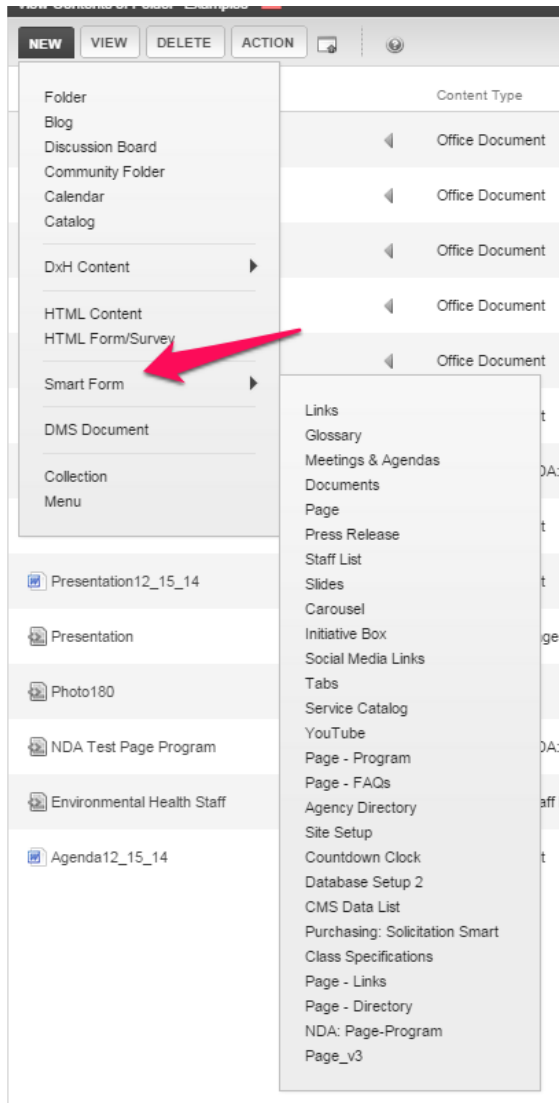 View Contents of Folder "Examples"
NEW VIEW DELETE ACTION
Content Type
Folder
Blog
Discussion Board
Community Folder
Calendar
Catalog
DxH Content
HTML Content
HTML Form/Survey
Smart Form
DMS Document
Collection
Menu
Office Document
Office Document
Office Document
Office Document
Office Document
Links
Glossary
Meetings & Agendas
Documents
Page
Press Release
Staff List
Slides
Carousel
Initiative Box
Social Media Links
Tabs
Service Catalog
YouTube
Page - Program
Page - FAQs
Agency Directory
Site Setup
Countdown Clock
Database Setup 2
CMS Data List
Purchasing: Solicitation Smart
Class Specifications
Page - Links
Page - Directory
NDA: Page-Program
Page_v3
Presentation12_15_14
Presentation
Photo180
NDA Test Page Program
Environmental Health Staff
Agenda12_15_14